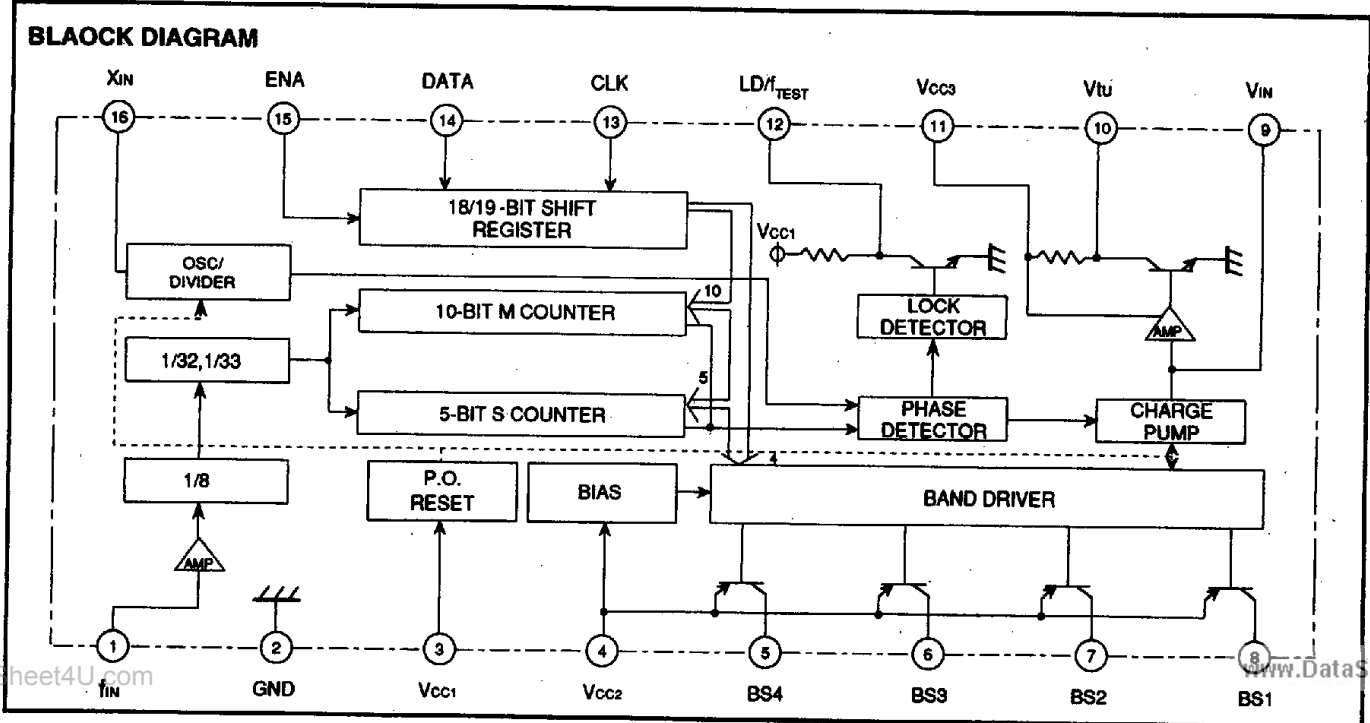 BLAOCK DIAGRAM
XIN ENA DATA CLK LD/fTEST VCC3 Vtu VIN
16 15 14 13 12 11 10 9
18/19-BIT SHIFT
REGISTER
VCC1
OSC/
DIVIDER
10
10-BIT M COUNTER
LOCK
DETECTOR
AMP
1/32,1/33
5
5-BIT S COUNTER
PHASE
DETECTOR
CHARGE
PUMP
4
1/8
P.O.
RESET
BIAS
BAND DRIVER
AMP
1 2 3 4 5 6 7 8
heet4U.com
www.DataS
fIN GND VCC1 VCC2 BS4 BS3 BS2 BS1